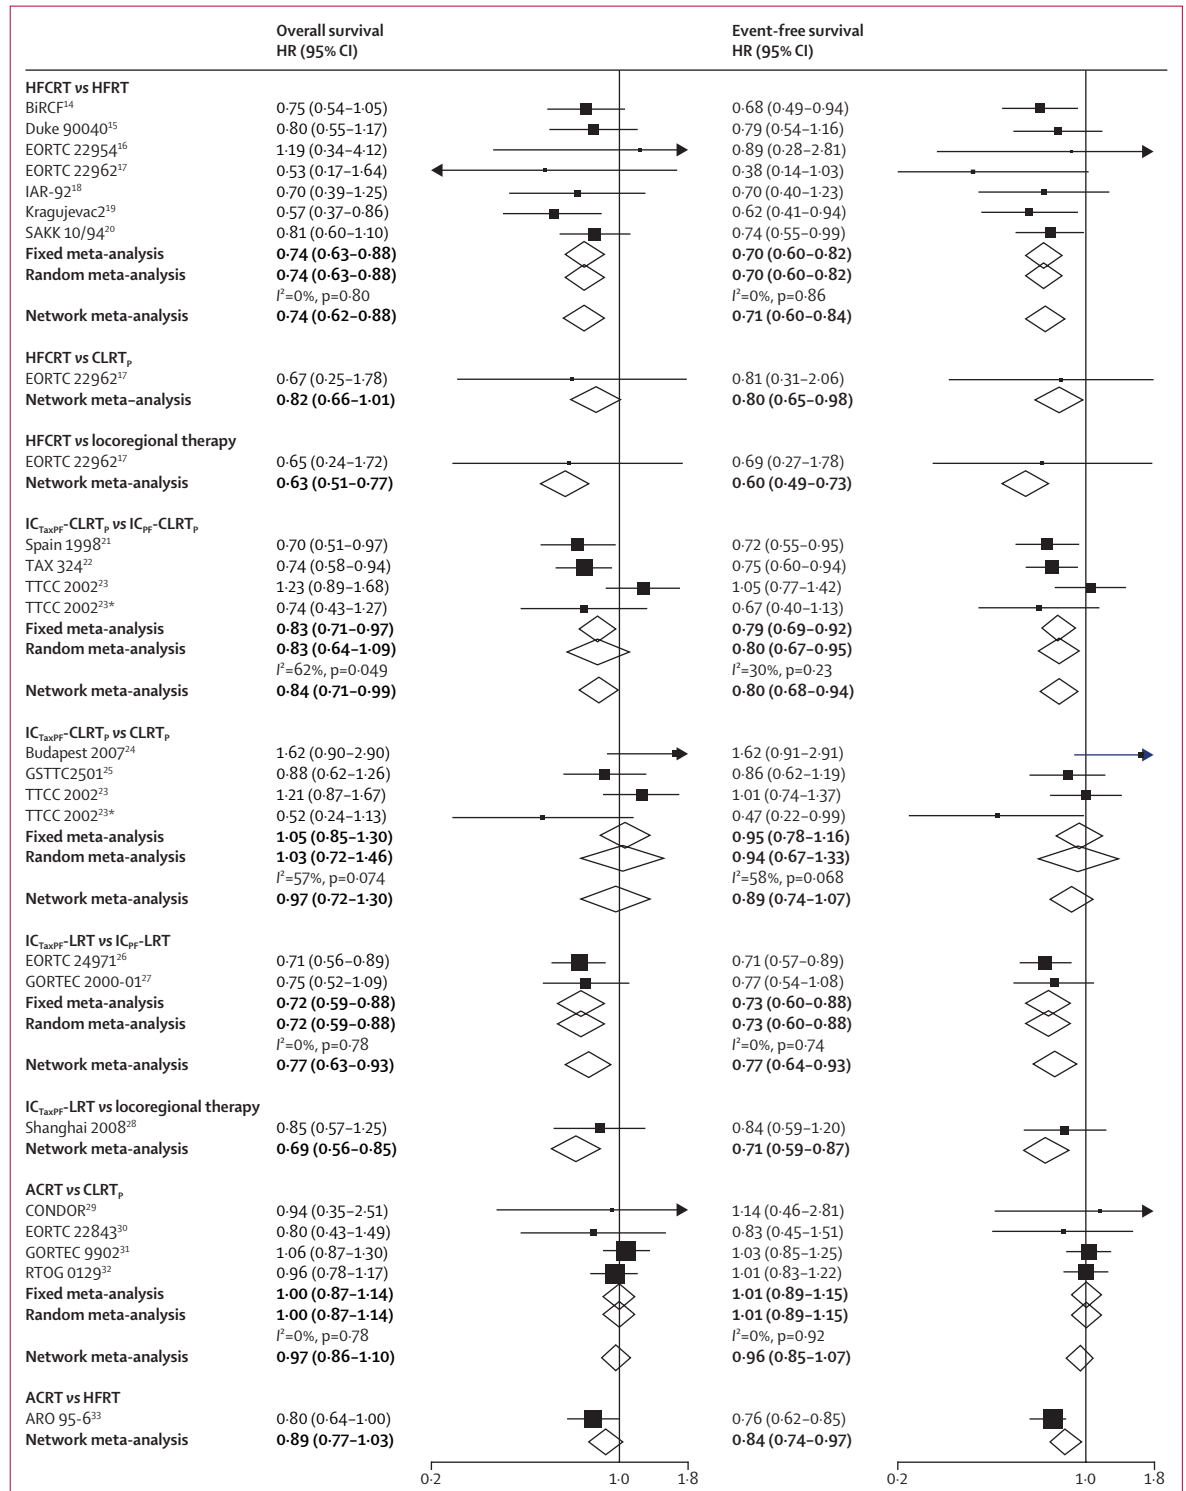 Overall survival Event-free survival
HR (95% CI) HR (95% CI)
HFCRT vs HFRT
BiRCF14 0·75 (0·54–1·05) 0·68 (0·49–0·94)
Duke 9004015 0·80 (0·55–1·17) 0·79 (0·54–1·16)
EORTC 2295416 1·19 (0·34–4·12) 0·89 (0·28–2·81)
EORTC 2296217 0·53 (0·17–1·64) 0·38 (0·14–1·03)
IAR-9218 0·70 (0·39–1·25) 0·70 (0·40–1·23)
Kragujevac219 0·57 (0·37–0·86) 0·62 (0·41–0·94)
SAKK 10/9420 0·81 (0·60–1·10) 0·74 (0·55–0·99)
Fixed meta-analysis 0·74 (0·63–0·88) 0·70 (0·60–0·82)
Random meta-analysis 0·74 (0·63–0·88) 0·70 (0·60–0·82)
I²=0%, p=0·80 I²=0%, p=0·86
Network meta-analysis 0·74 (0·62–0·88) 0·71 (0·60–0·84)
HFCRT vs CLRTP
EORTC 2296217 0·67 (0·25–1·78) 0·81 (0·31–2·06)
Network meta–analysis 0·82 (0·66–1·01) 0·80 (0·65–0·98)
HFCRT vs locoregional therapy
EORTC 2296217 0·65 (0·24–1·72) 0·69 (0·27–1·78)
Network meta-analysis 0·63 (0·51–0·77) 0·60 (0·49–0·73)
ICTaxPF-CLRTP vs ICPF-CLRTP
Spain 199821 0·70 (0·51–0·97) 0·72 (0·55–0·95)
TAX 32422 0·74 (0·58–0·94) 0·75 (0·60–0·94)
TTCC 200223 1·23 (0·89–1·68) 1·05 (0·77–1·42)
TTCC 200223* 0·74 (0·43–1·27) 0·67 (0·40–1·13)
Fixed meta-analysis 0·83 (0·71–0·97) 0·79 (0·69–0·92)
Random meta-analysis 0·83 (0·64–1·09) 0·80 (0·67–0·95)
I²=62%, p=0·049 I²=30%, p=0·23
Network meta-analysis 0·84 (0·71–0·99) 0·80 (0·68–0·94)
ICTaxPF-CLRTP vs CLRTP
Budapest 200724 1·62 (0·90–2·90) 1·62 (0·91–2·91)
GSTTC250125 0·88 (0·62–1·26) 0·86 (0·62–1·19)
TTCC 200223 1·21 (0·87–1·67) 1·01 (0·74–1·37)
TTCC 200223* 0·52 (0·24–1·13) 0·47 (0·22–0·99)
Fixed meta-analysis 1·05 (0·85–1·30) 0·95 (0·78–1·16)
Random meta-analysis 1·03 (0·72–1·46) 0·94 (0·67–1·33)
I²=57%, p=0·074 I²=58%, p=0·068
Network meta-analysis 0·97 (0·72–1·30) 0·89 (0·74–1·07)
ICTaxPF-LRT vs ICPF-LRT
EORTC 2497126 0·71 (0·56–0·89) 0·71 (0·57–0·89)
GORTEC 2000-0127 0·75 (0·52–1·09) 0·77 (0·54–1·08)
Fixed meta-analysis 0·72 (0·59–0·88) 0·73 (0·60–0·88)
Random meta-analysis 0·72 (0·59–0·88) 0·73 (0·60–0·88)
I²=0%, p=0·78 I²=0%, p=0·74
Network meta-analysis 0·77 (0·63–0·93) 0·77 (0·64–0·93)
ICTaxPF-LRT vs locoregional therapy
Shanghai 200828 0·85 (0·57–1·25) 0·84 (0·59–1·20)
Network meta-analysis 0·69 (0·56–0·85) 0·71 (0·59–0·87)
ACRT vs CLRTP
CONDOR29 0·94 (0·35–2·51) 1·14 (0·46–2·81)
EORTC 2284330 0·80 (0·43–1·49) 0·83 (0·45–1·51)
GORTEC 990231 1·06 (0·87–1·30) 1·03 (0·85–1·25)
RTOG 012932 0·96 (0·78–1·17) 1·01 (0·83–1·22)
Fixed meta-analysis 1·00 (0·87–1·14) 1·01 (0·89–1·15)
Random meta-analysis 1·00 (0·87–1·14) 1·01 (0·89–1·15)
I²=0%, p=0·78 I²=0%, p=0·92
Network meta-analysis 0·97 (0·86–1·10) 0·96 (0·85–1·07)
ACRT vs HFRT
ARO 95-633 0·80 (0·64–1·00) 0·76 (0·62–0·85)
Network meta-analysis 0·89 (0·77–1·03) 0·84 (0·74–0·97)
0·2 1·0 1·8 0·2 1·0 1·8